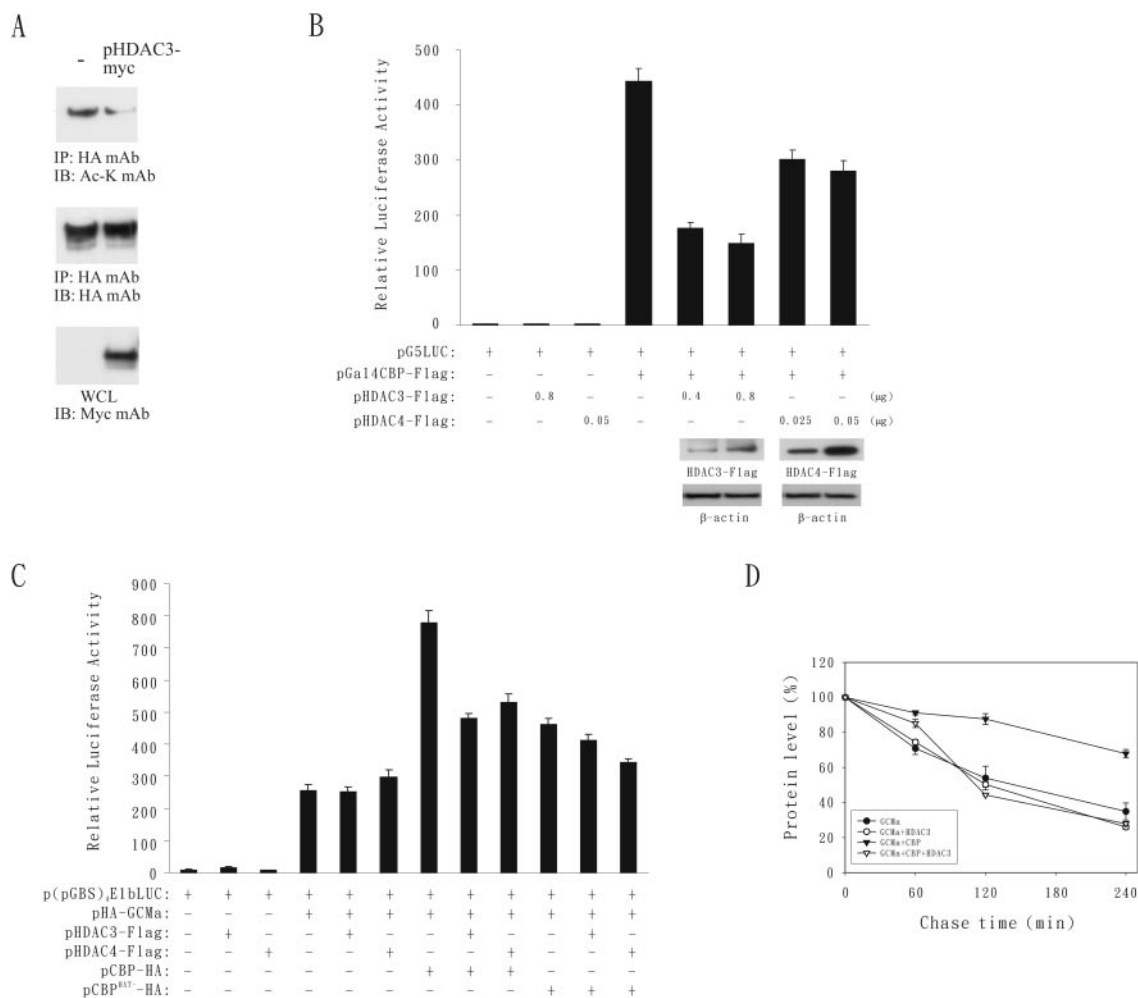 A
-
pHDAC3-
myc
IP: HA mAb
IB: Ac-K mAb
IP: HA mAb
IB: HA mAb
WCL
IB: Myc mAb
B
Relative Luciferase Activity
500
400
300
200
100
0
pG5LUC: + + + + + + + +
pGal4CBP-Flag: – – – + + + + +
pHDAC3-Flag: – 0.8 – – 0.4 0.8 – – (μg)
pHDAC4-Flag: – – 0.05 – – – 0.025 0.05 (μg)
HDAC3-Flag HDAC4-Flag
β-actin β-actin
C
Relative Luciferase Activity
900
800
700
600
500
400
300
200
100
0
p(pGBS)₄E1bLUC: + + + + + + + + + + + +
pHA-GCMa: – – – + + + + + + + + +
pHDAC3-Flag: – + – – + – – + – – + –
pHDAC4-Flag: – – + – – + – – + – – +
pCBP-HA: – – – – – – + + + – – –
pCBP^HAT-–HA: – – – – – – – – – + + +
D
Protein level (%)
120
100
80
60
40
20
0
GCMa
GCMa+HDAC3
GCMa+CBP
GCMa+CBP+HDAC3
0 60 120 180 240
Chase time (min)